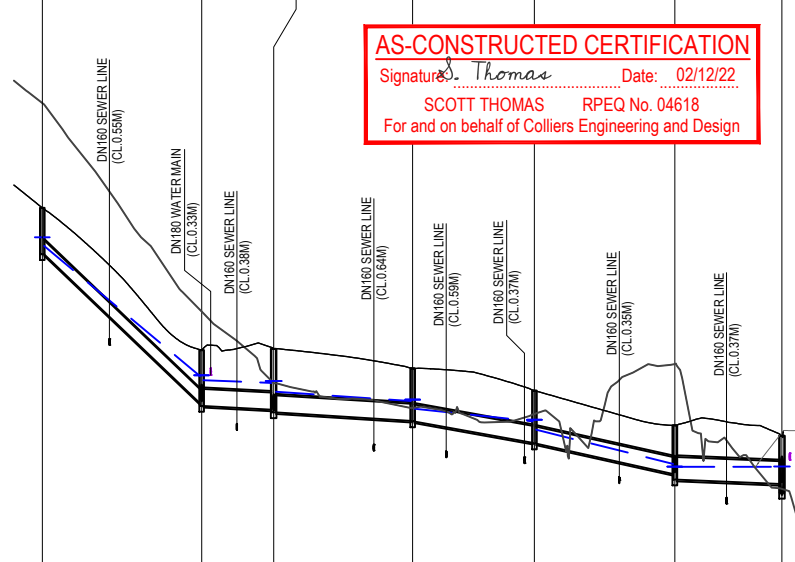 AS-CONSTRUCTED CERTIFICATION
Signature: S. Thomas Date: 02/12/22
SCOTT THOMAS RPEQ No. 04618
For and on behalf of Colliers Engineering and Design
DN160 SEWER LINE
(CL.0.55M)
DN180 WATER MAIN
(CL.0.33M)
DN160 SEWER LINE
(CL.0.38M)
DN160 SEWER LINE
(CL.0.64M)
DN160 SEWER LINE
(CL.0.59M)
DN160 SEWER LINE
(CL.0.37M)
DN160 SEWER LINE
(CL.0.35M)
DN160 SEWER LINE
(CL.0.37M)